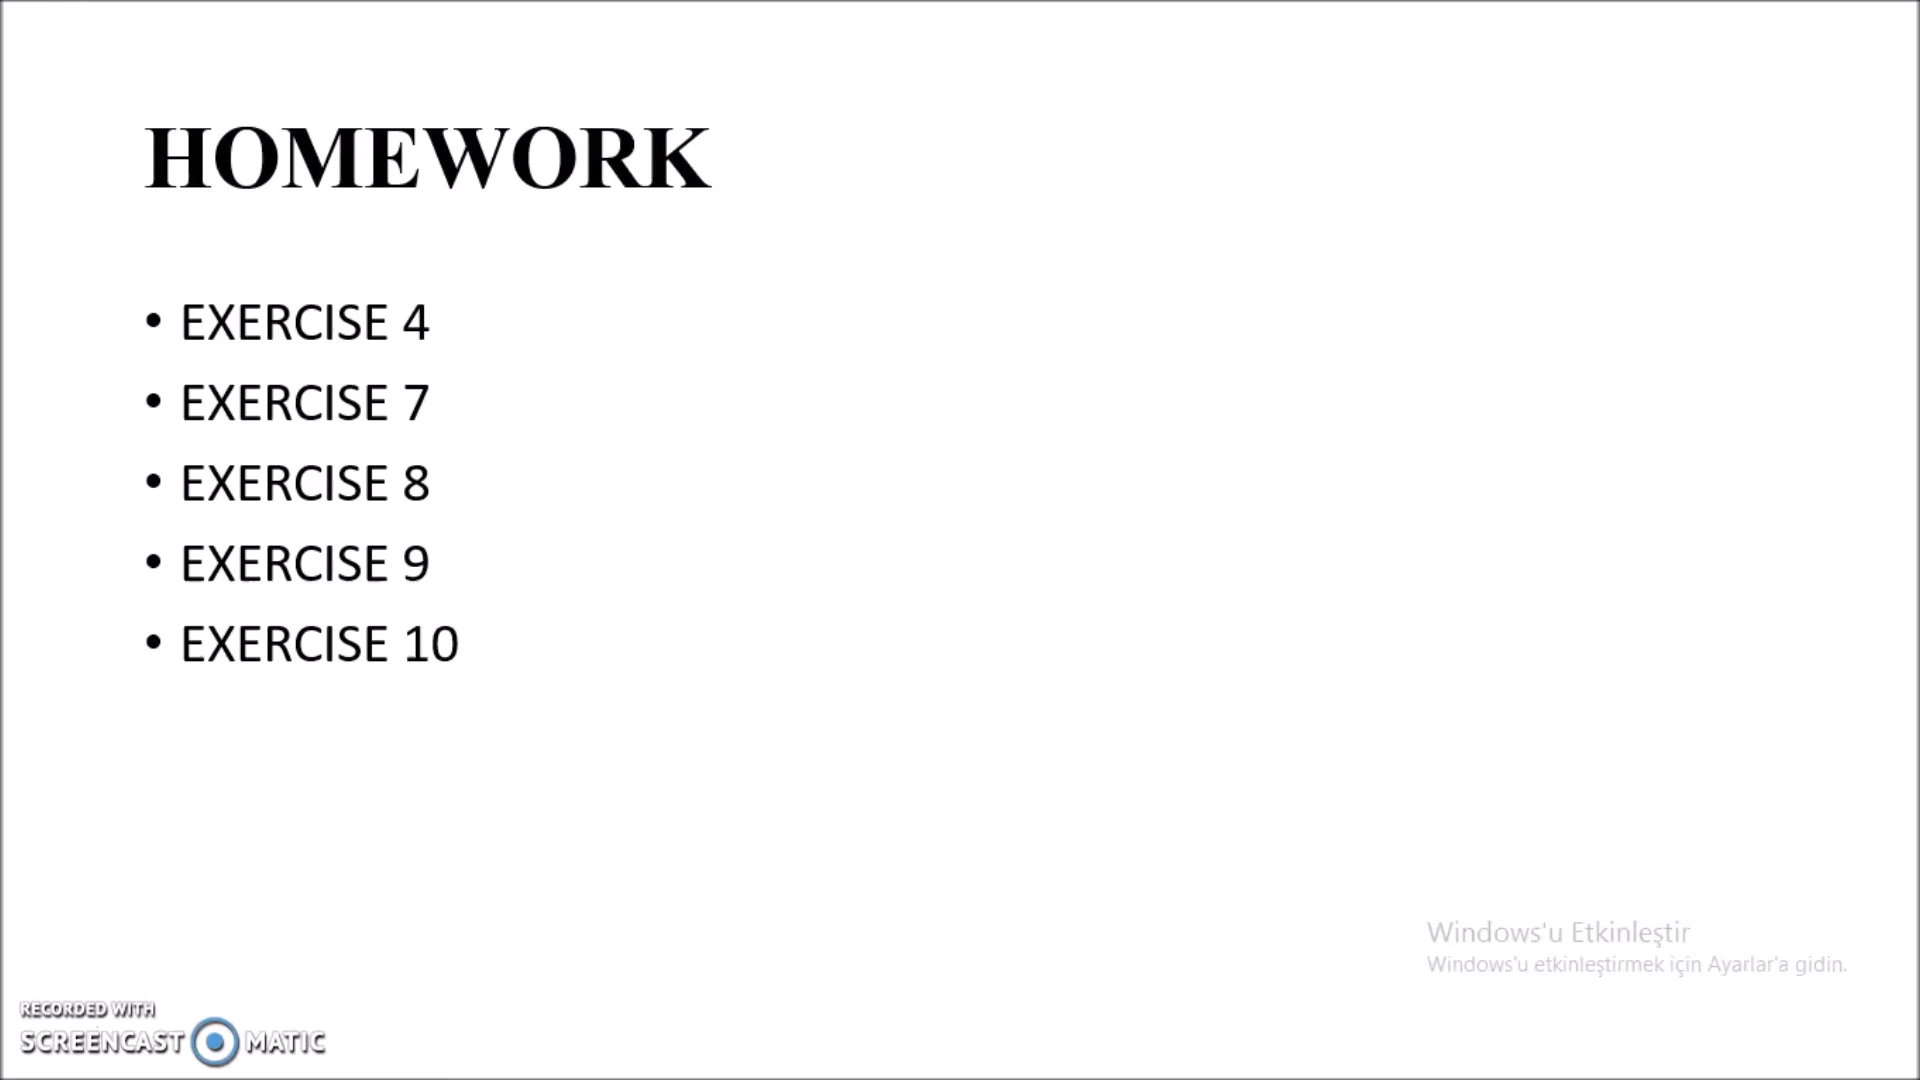 HOMEWORK
• EXERCISE 4
• EXERCISE 7
• EXERCISE 8
• EXERCISE 9
• EXERCISE 10
Windows'u Etkinleştir
Windows'u etkinleştirmek için Ayarlar'a gidin.
RECORDED WITH
SCREENCAST MATIC